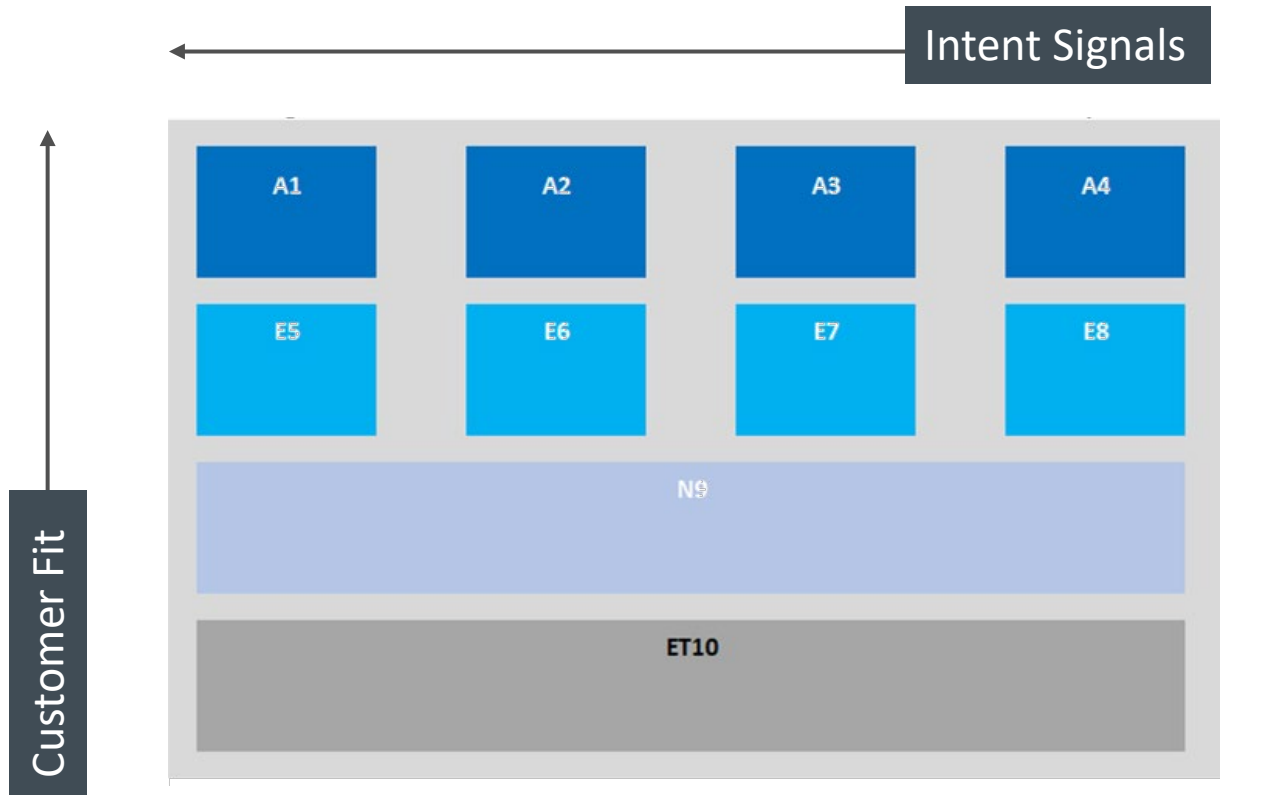 Intent Signals
A1 A2 A3 A4
E5 E6 E7 E8
N9
ET10
Customer Fit